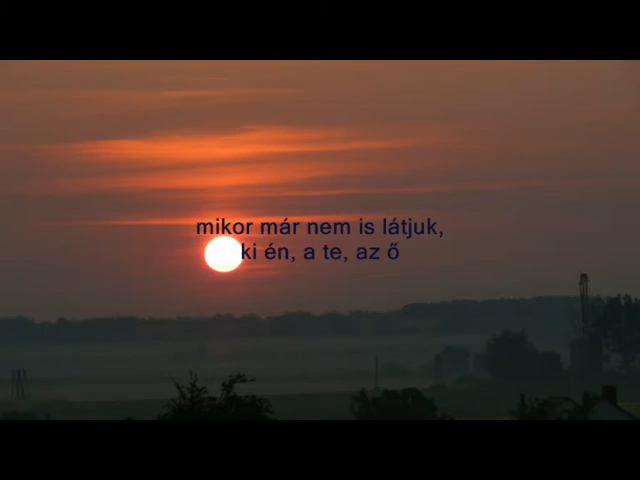 mikor már nem is látjuk,
ki én, a te, az ő